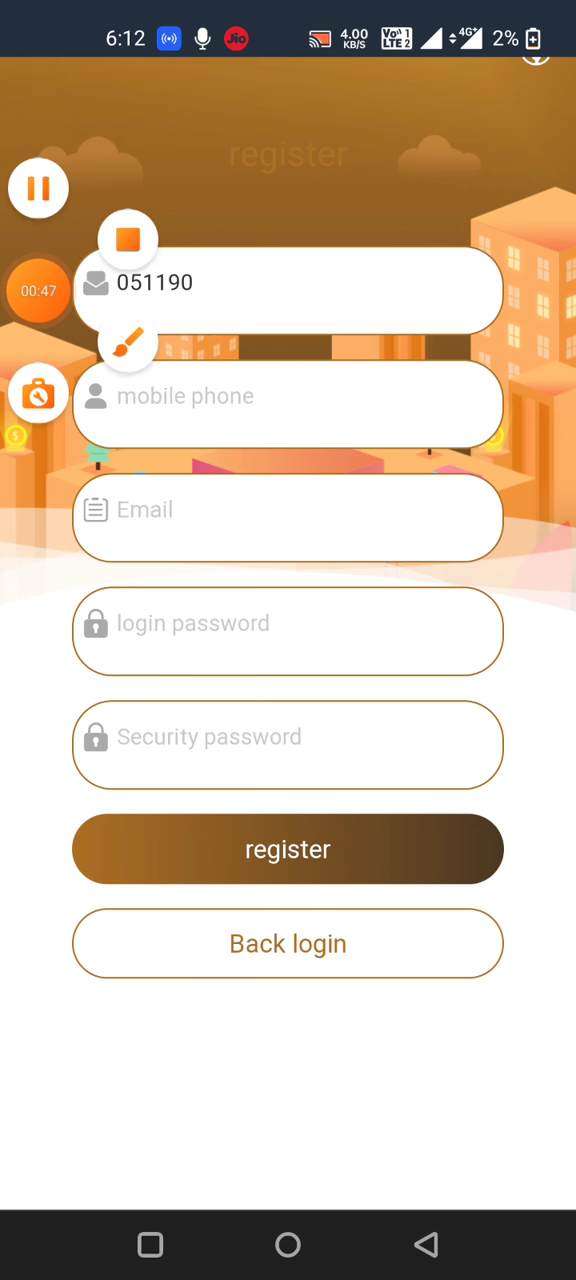 6:12 Jio 4.00 KB/S Vo)) 1 LTE 2 4G+ 2%
register
00:47
051190
mobile phone
Email
login password
Security password
register
Back login